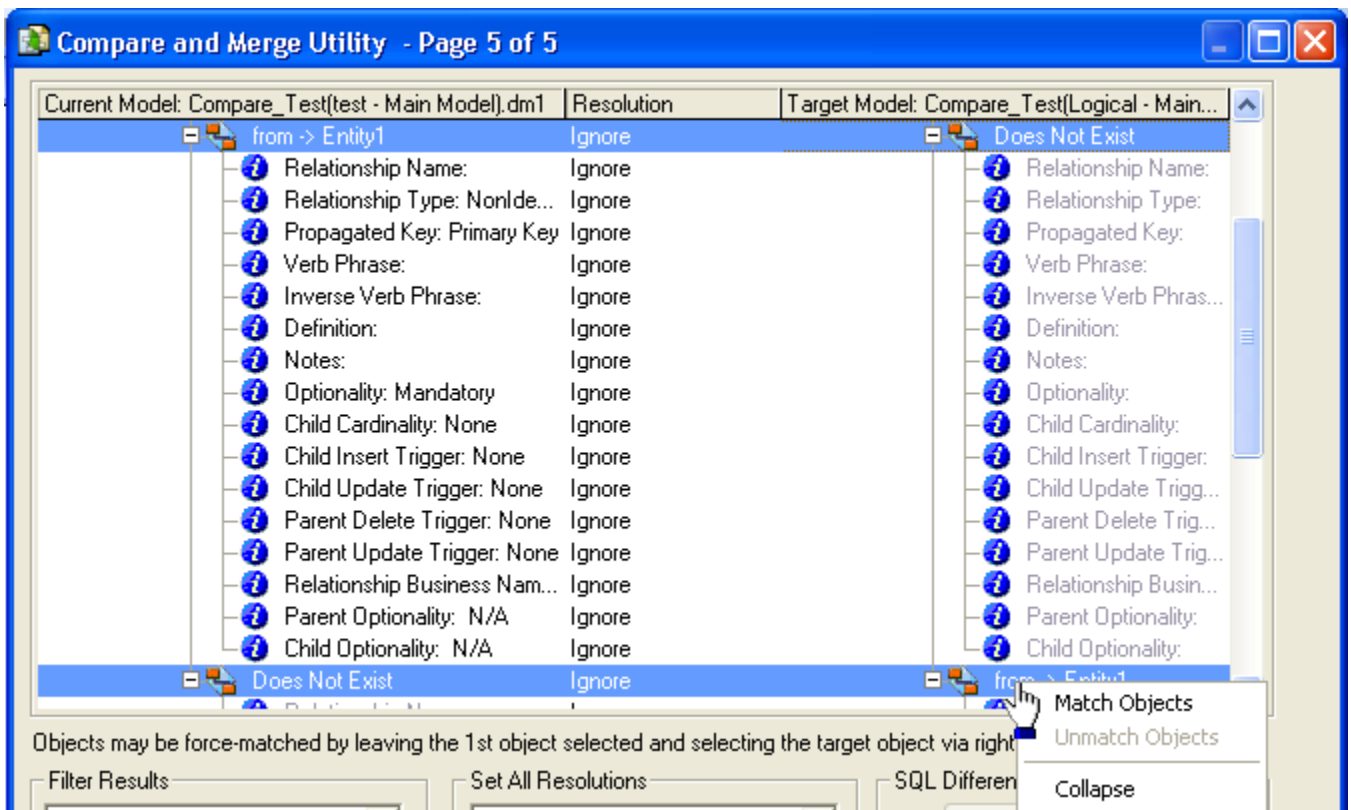 Compare and Merge Utility - Page 5 of 5
Current Model: Compare_Test(test - Main Model).dm1 Resolution Target Model: Compare_Test(Logical - Main...
from -> Entity1 Ignore Does Not Exist
Relationship Name: Ignore Relationship Name:
Relationship Type: NonIde... Ignore Relationship Type:
Propagated Key: Primary Key Ignore Propagated Key:
Verb Phrase: Ignore Verb Phrase:
Inverse Verb Phrase: Ignore Inverse Verb Phras...
Definition: Ignore Definition:
Notes: Ignore Notes:
Optionality: Mandatory Ignore Optionality:
Child Cardinality: None Ignore Child Cardinality:
Child Insert Trigger: None Ignore Child Insert Trigger:
Child Update Trigger: None Ignore Child Update Trigg...
Parent Delete Trigger: None Ignore Parent Delete Trig...
Parent Update Trigger: None Ignore Parent Update Trig...
Relationship Business Nam... Ignore Relationship Busin...
Parent Optionality: N/A Ignore Parent Optionality:
Child Optionality: N/A Ignore Child Optionality:
Does Not Exist Ignore from -> Entity1
Match Objects
Objects may be force-matched by leaving the 1st object selected and selecting the target object via right
Unmatch Objects
Filter Results Set All Resolutions SQL Differen
Collapse